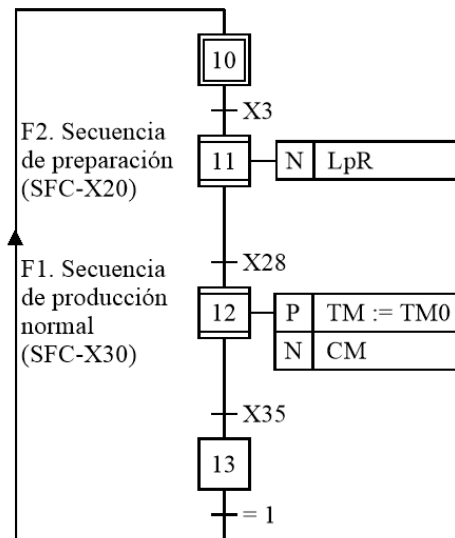 10
X3
F2. Secuencia
de preparación
(SFC-X20)
11
N LpR
X28
F1. Secuencia
de producción
normal
(SFC-X30)
12
P TM := TM0
N CM
X35
13
= 1